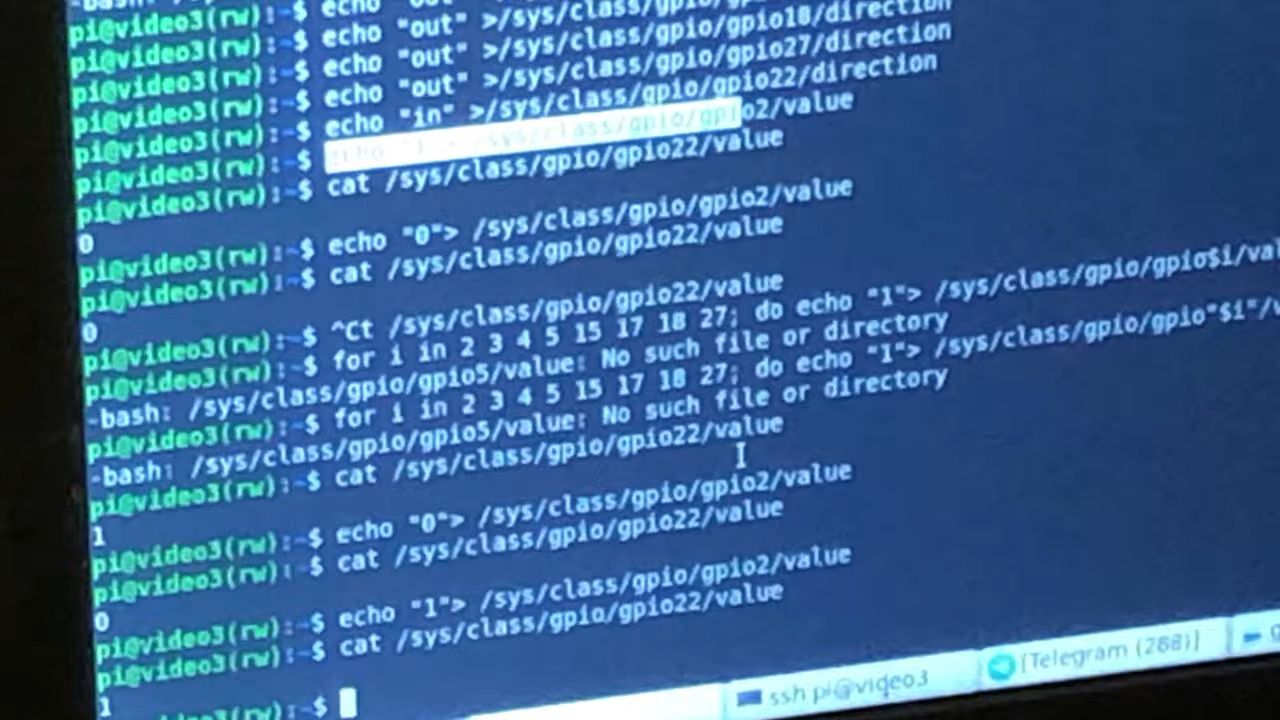 -bash:
pi@video3(rw):~$ echo "out" >/sys/class/gpio/
pi@video3(rw):~$ echo "out" >/sys/class/gpio/gpio18/direction
pi@video3(rw):~$ echo "out" >/sys/class/gpio/gpio27/direction
pi@video3(rw):~$ echo "in" >/sys/class/gpio/gpio22/direction
pi@video3(rw):~$ echo "1"> /sys/class/gpio/gpio2/value
pi@video3(rw):~$ cat /sys/class/gpio/gpio22/value
0
pi@video3(rw):~$ echo "0"> /sys/class/gpio/gpio2/value
pi@video3(rw):~$ cat /sys/class/gpio/gpio22/value
0
pi@video3(rw):~$ ^Ct /sys/class/gpio/gpio22/value
pi@video3(rw):~$ for i in 2 3 4 5 15 17 18 27; do echo "1"> /sys/class/gpio/gpio$i/val
-bash: /sys/class/gpio/gpio5/value: No such file or directory
pi@video3(rw):~$ for i in 2 3 4 5 15 17 18 27; do echo "1"> /sys/class/gpio/gpio"$i"/v
-bash: /sys/class/gpio/gpio5/value: No such file or directory
pi@video3(rw):~$ cat /sys/class/gpio/gpio22/value
1
pi@video3(rw):~$ echo "0"> /sys/class/gpio/gpio2/value
pi@video3(rw):~$ cat /sys/class/gpio/gpio22/value
0
pi@video3(rw):~$ echo "1"> /sys/class/gpio/gpio2/value
pi@video3(rw):~$ cat /sys/class/gpio/gpio22/value
1
pi@video3(rw):~$
ssh pi@video3
[Telegram (288)]